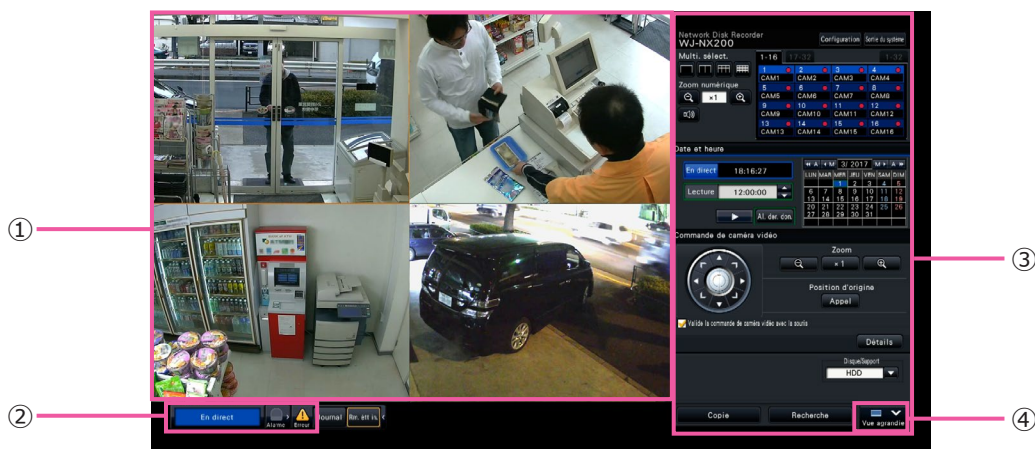 ①
②
③
④
Network Disk Recorder
WJ-NX200
Configuration Sortie du système
Multi. sélect.
1-16 17-32 1-32
1 2 3 4
CAM1 CAM2 CAM3 CAM4
5 6 7 8
CAM5 CAM6 CAM7 CAM8
9 10 11 12
CAM9 CAM10 CAM11 CAM12
13 14 15 16
CAM13 CAM14 CAM15 CAM16
Zoom numérique
×1
Date et heure
En direct 18:16:27
Lecture 12:00:00
Al. der. don.
A M 3/ 2017 M A
LUN MAR MER JEU VEN SAM DIM
1 2 3 4 5
6 7 8 9 10 11 12
13 14 15 16 17 18 19
20 21 22 23 24 25 26
27 28 29 30 31
Commande de caméra vidéo
Zoom
×1
Position d'origine
Appel
Valide la commande de caméra vidéo avec la souris
Détails
Disque/Support
HDD
Copie Recherche Vue agrandie
En direct Alarme Erreur Journal